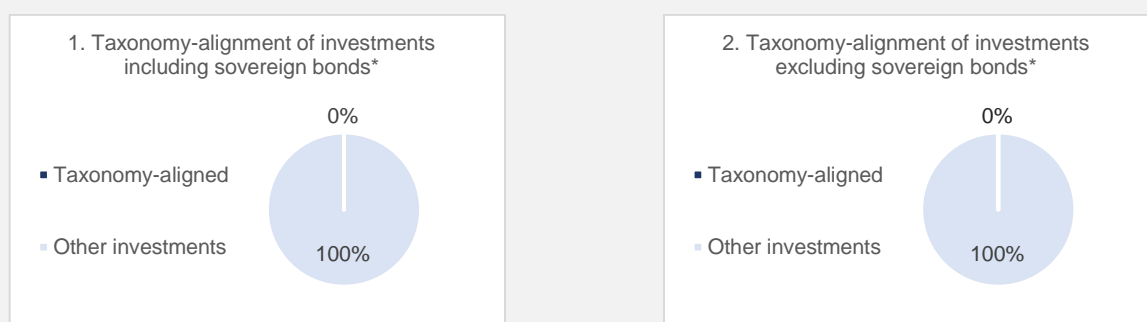 1. Taxonomy-alignment of investments
including sovereign bonds*
0%
Taxonomy-aligned
Other investments
100%
2. Taxonomy-alignment of investments
excluding sovereign bonds*
0%
Taxonomy-aligned
Other investments
100%